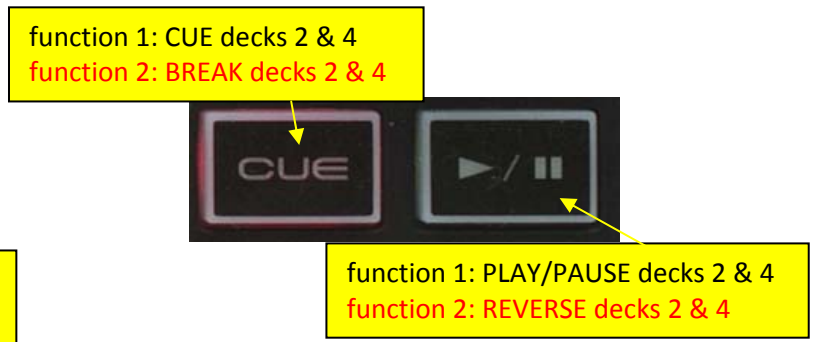 function 1: CUE decks 2 & 4
function 2: BREAK decks 2 & 4
CUE
►/ II
function 1: PLAY/PAUSE decks 2 & 4
function 2: REVERSE decks 2 & 4